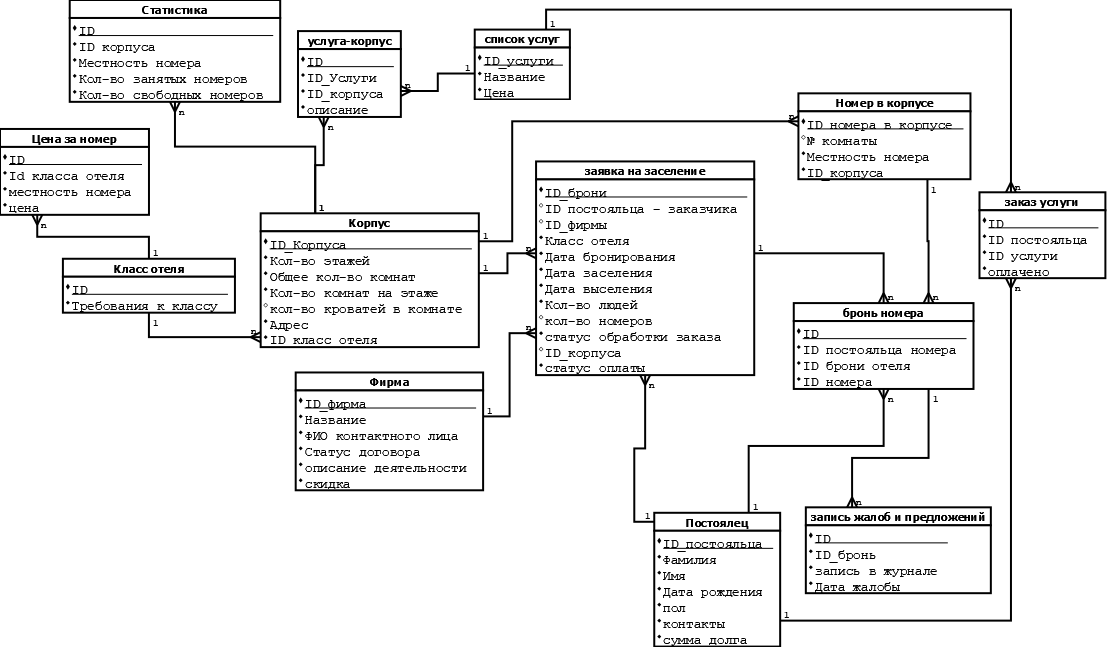 Статистика
ID
ID корпуса
Местность номера
Кол-во занятых номеров
Кол-во свободных номеров
n
услуга-корпус
ID
ID_Услуги
ID_корпуса
описание
n
n
список услуг
ID_услуги
Название
Цена
1
1
Цена за номер
ID
Id класса отеля
местность номера
цена
n
1
Класс отеля
ID
Требования к классу
1
1
Корпус
ID_Корпуса
Кол-во этажей
Общее кол-во комнат
Кол-во комнат на этаже
кол-во кроватей в комнате
Адрес
ID класс отеля
n
1
1
заявка на заселение
ID_брони
ID постояльца - заказчика
ID_фирмы
Класс отеля
Дата бронирования
Дата заселения
Дата выселения
Кол-во людей
кол-во номеров
статус обработки заказа
ID_корпуса
статус оплаты
n
n
n
1
Номер в корпусе
ID номера в корпусе
№ комнаты
Местность номера
ID_корпуса
n
1
заказ услуги
ID
ID постояльца
ID услуги
оплачено
n
n
бронь номера
ID
ID постояльца номера
ID брони отеля
ID номера
n
n
n
1
Фирма
ID_фирма
Название
ФИО контактного лица
Статус договора
описание деятельности
скидка
1
Постоялец
ID_постояльца
Фамилия
Имя
Дата рождения
пол
контакты
сумма долга
1
1
1
запись жалоб и предложений
ID
ID_бронь
запись в журнале
Дата жалобы
n